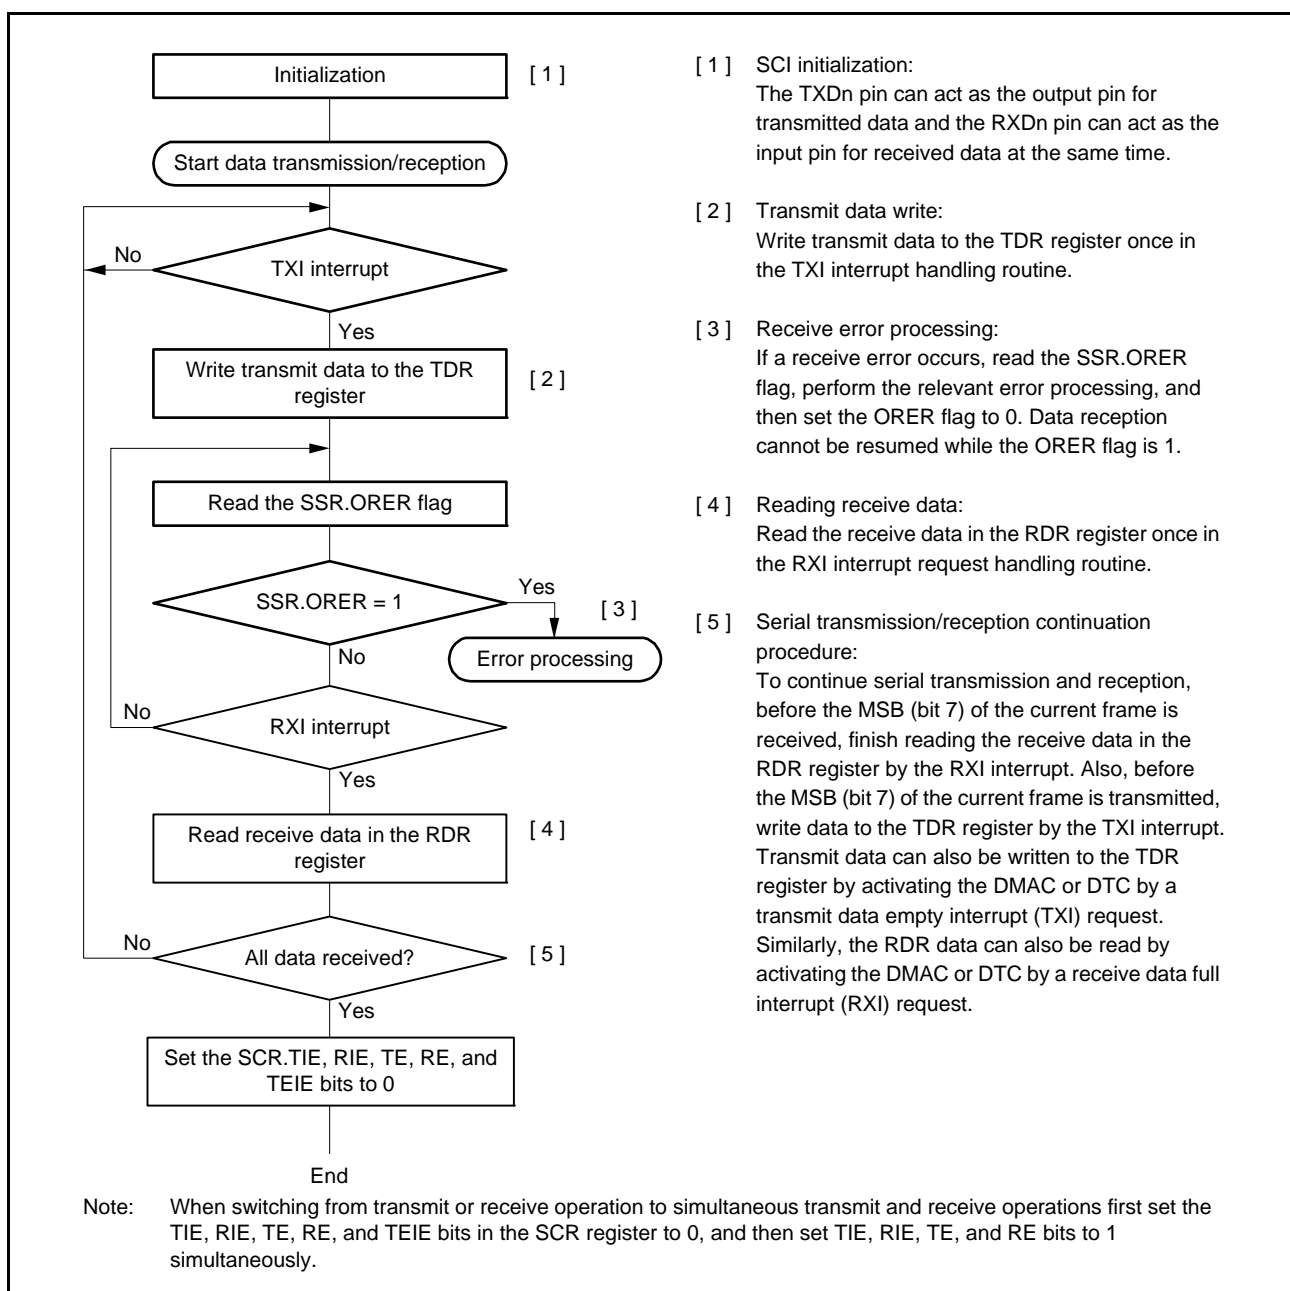 Initialization
[ 1 ]
Start data transmission/reception
No
TXI interrupt
Yes
Write transmit data to the TDR
register
[ 2 ]
Read the SSR.ORER flag
SSR.ORER = 1
Yes
[ 3 ]
Error processing
No
No
RXI interrupt
Yes
Read receive data in the RDR
register
[ 4 ]
No
All data received?
[ 5 ]
Yes
Set the SCR.TIE, RIE, TE, RE, and
TEIE bits to 0
End
[ 1 ] SCI initialization:
The TXDn pin can act as the output pin for
transmitted data and the RXDn pin can act as the
input pin for received data at the same time.
[ 2 ] Transmit data write:
Write transmit data to the TDR register once in
the TXI interrupt handling routine.
[ 3 ] Receive error processing:
If a receive error occurs, read the SSR.ORER
flag, perform the relevant error processing, and
then set the ORER flag to 0. Data reception
cannot be resumed while the ORER flag is 1.
[ 4 ] Reading receive data:
Read the receive data in the RDR register once in
the RXI interrupt request handling routine.
[ 5 ] Serial transmission/reception continuation
procedure:
To continue serial transmission and reception,
before the MSB (bit 7) of the current frame is
received, finish reading the receive data in the
RDR register by the RXI interrupt. Also, before
the MSB (bit 7) of the current frame is transmitted,
write data to the TDR register by the TXI interrupt.
Transmit data can also be written to the TDR
register by activating the DMAC or DTC by a
transmit data empty interrupt (TXI) request.
Similarly, the RDR data can also be read by
activating the DMAC or DTC by a receive data full
interrupt (RXI) request.
Note: When switching from transmit or receive operation to simultaneous transmit and receive operations first set the
TIE, RIE, TE, RE, and TEIE bits in the SCR register to 0, and then set TIE, RIE, TE, and RE bits to 1
simultaneously.